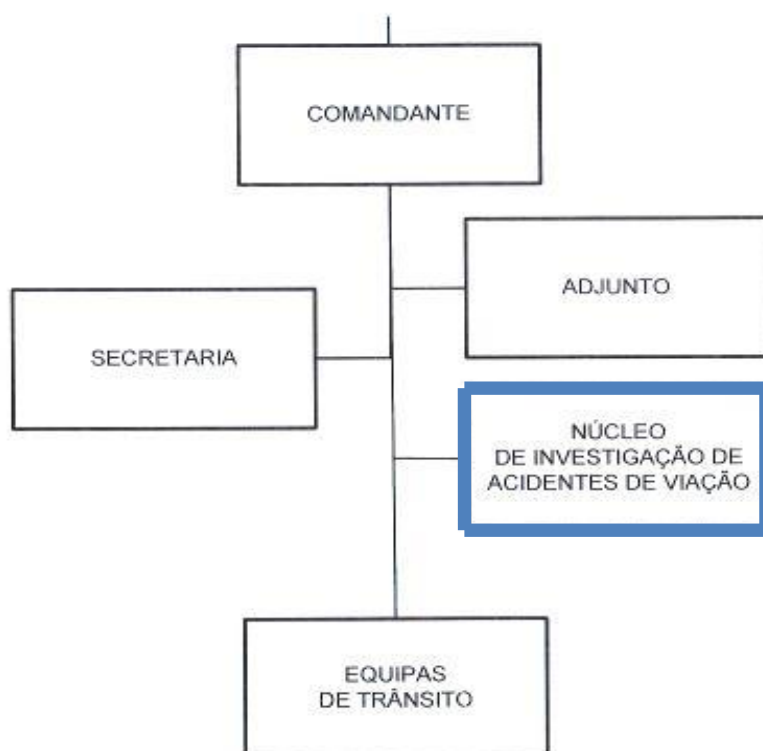 COMANDANTE
ADJUNTO
SECRETARIA
NÚCLEO
DE INVESTIGAÇÃO DE
ACIDENTES DE VIAÇÃO
EQUIPAS
DE TRÂNSITO